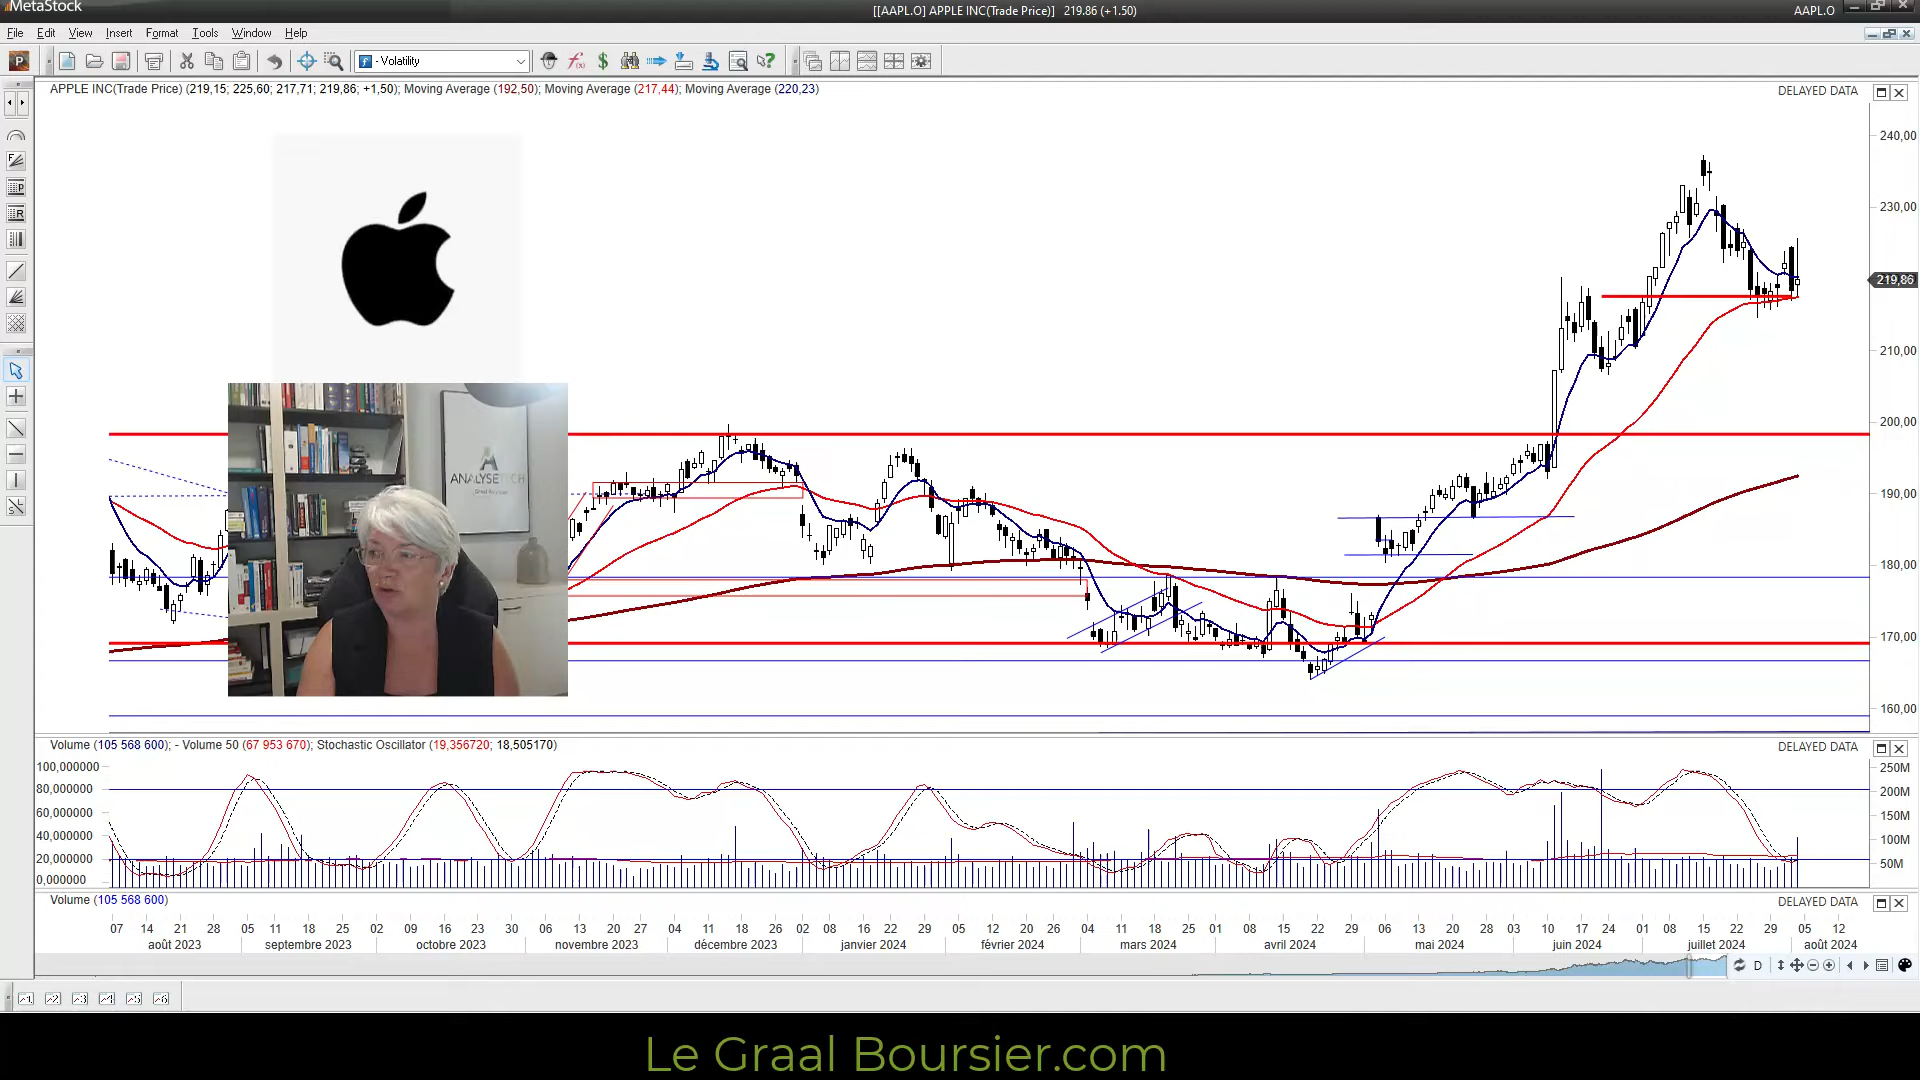 MetaStock
[[AAPL.O] APPLE INC(Trade Price)] 219.86 (+1.50)
AAPL.O
File Edit View Insert Format Tools Window Help
- Volatility
APPLE INC(Trade Price) (219,15; 225,60; 217,71; 219,86; +1,50); Moving Average (192,50); Moving Average (217,44); Moving Average (220,23)
DELAYED DATA
240,00
230,00
219,86
210,00
200,00
190,00
180,00
170,00
160,00
ANALYSETECH
Graal Boursier
Volume (105 568 600); - Volume 50 (67 953 670); Stochastic Oscillator (19,356720; 18,505170)
DELAYED DATA
100,000000
80,000000
60,000000
40,000000
20,000000
0,000000
250M
200M
150M
100M
50M
Volume (105 568 600)
DELAYED DATA
07 14 21 28 05 11 18 25 02 09 16 23 30 06 13 20 27 04 11 18 26 02 08 16 22 29 05 12 20 26 04 11 18 25 01 08 15 22 29 06 13 20 28 03 10 17 24 01 08 15 22 29 05 12
août 2023 septembre 2023 octobre 2023 novembre 2023 décembre 2023 janvier 2024 février 2024 mars 2024 avril 2024 mai 2024 juin 2024 juillet 2024 août 2024
D
1 2 3 4 5 6
Le Graal Boursier.com